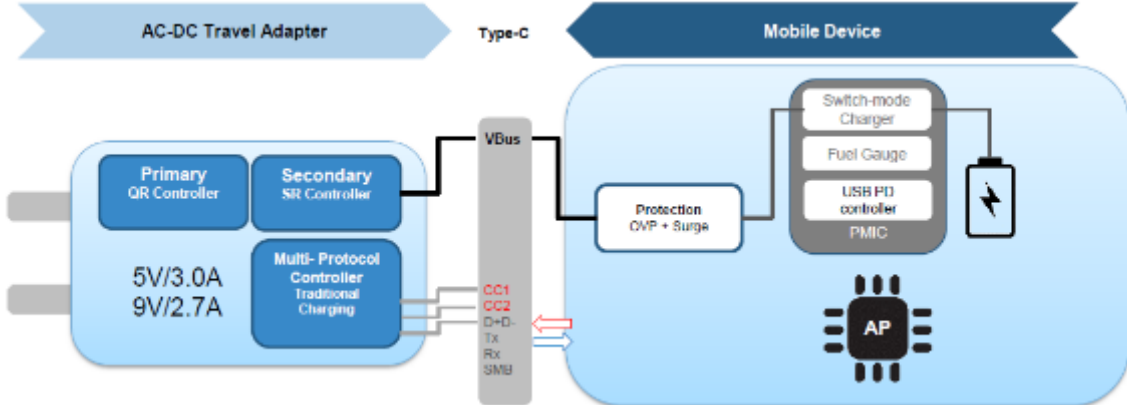 AC-DC Travel Adapter
Type-C
Mobile Device
Switch-mode
Charger
Fuel Gauge
USB PD
controller
PMIC
VBus
Primary
QR Controller
Secondary
SR Controller
Protection
OVP + Surge
Multi- Protocol
Controller
Traditional
Charging
5V/3.0A
9V/2.7A
CC1
CC2
D+D-
Tx
Rx
SMB
AP